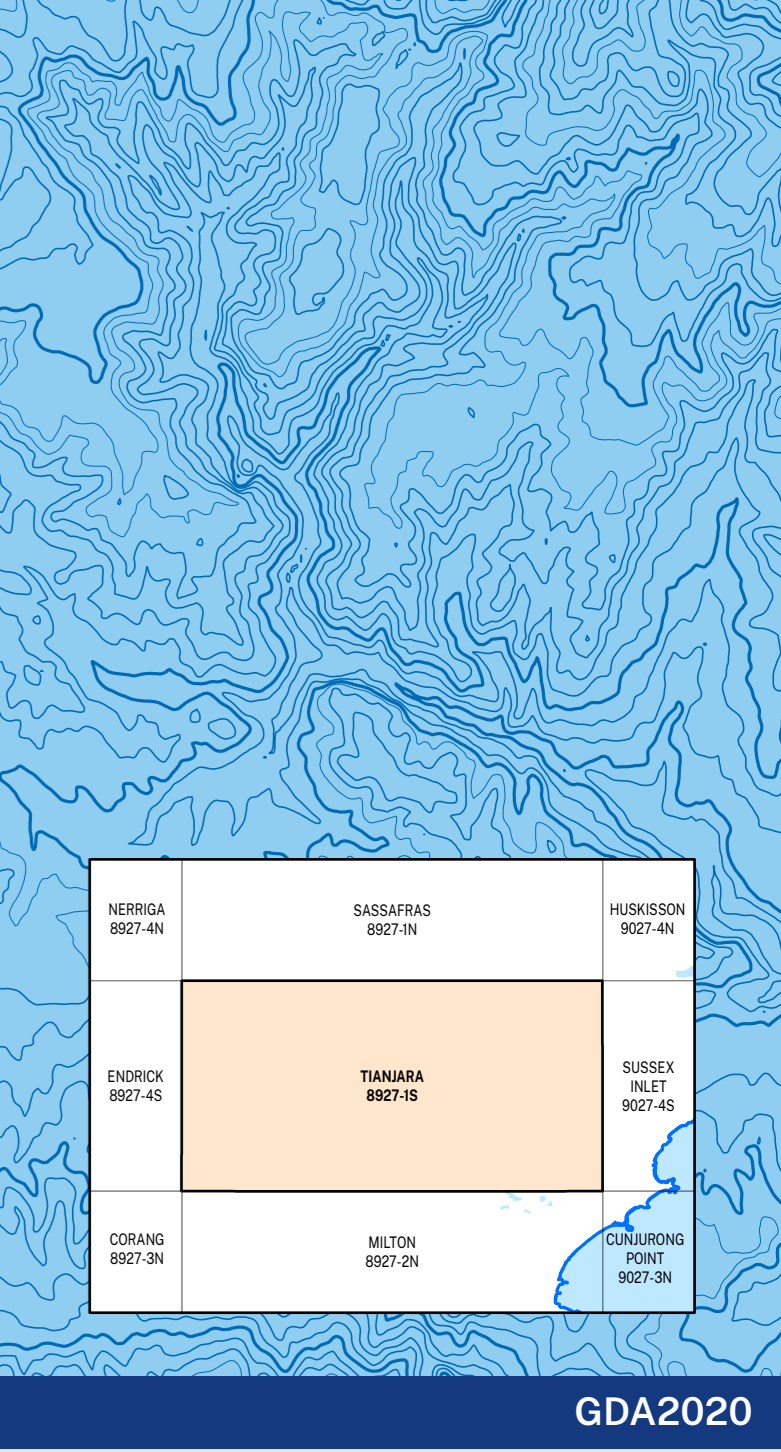 NERRIGA
8927-4N
SASSAFRAS
8927-1N
HUSKISSON
9027-4N
ENDRICK
8927-4S
TIANJARA
8927-1S
SUSSEX
INLET
9027-4S
CORANG
8927-3N
MILTON
8927-2N
CUNJURONG
POINT
9027-3N
GDA2020